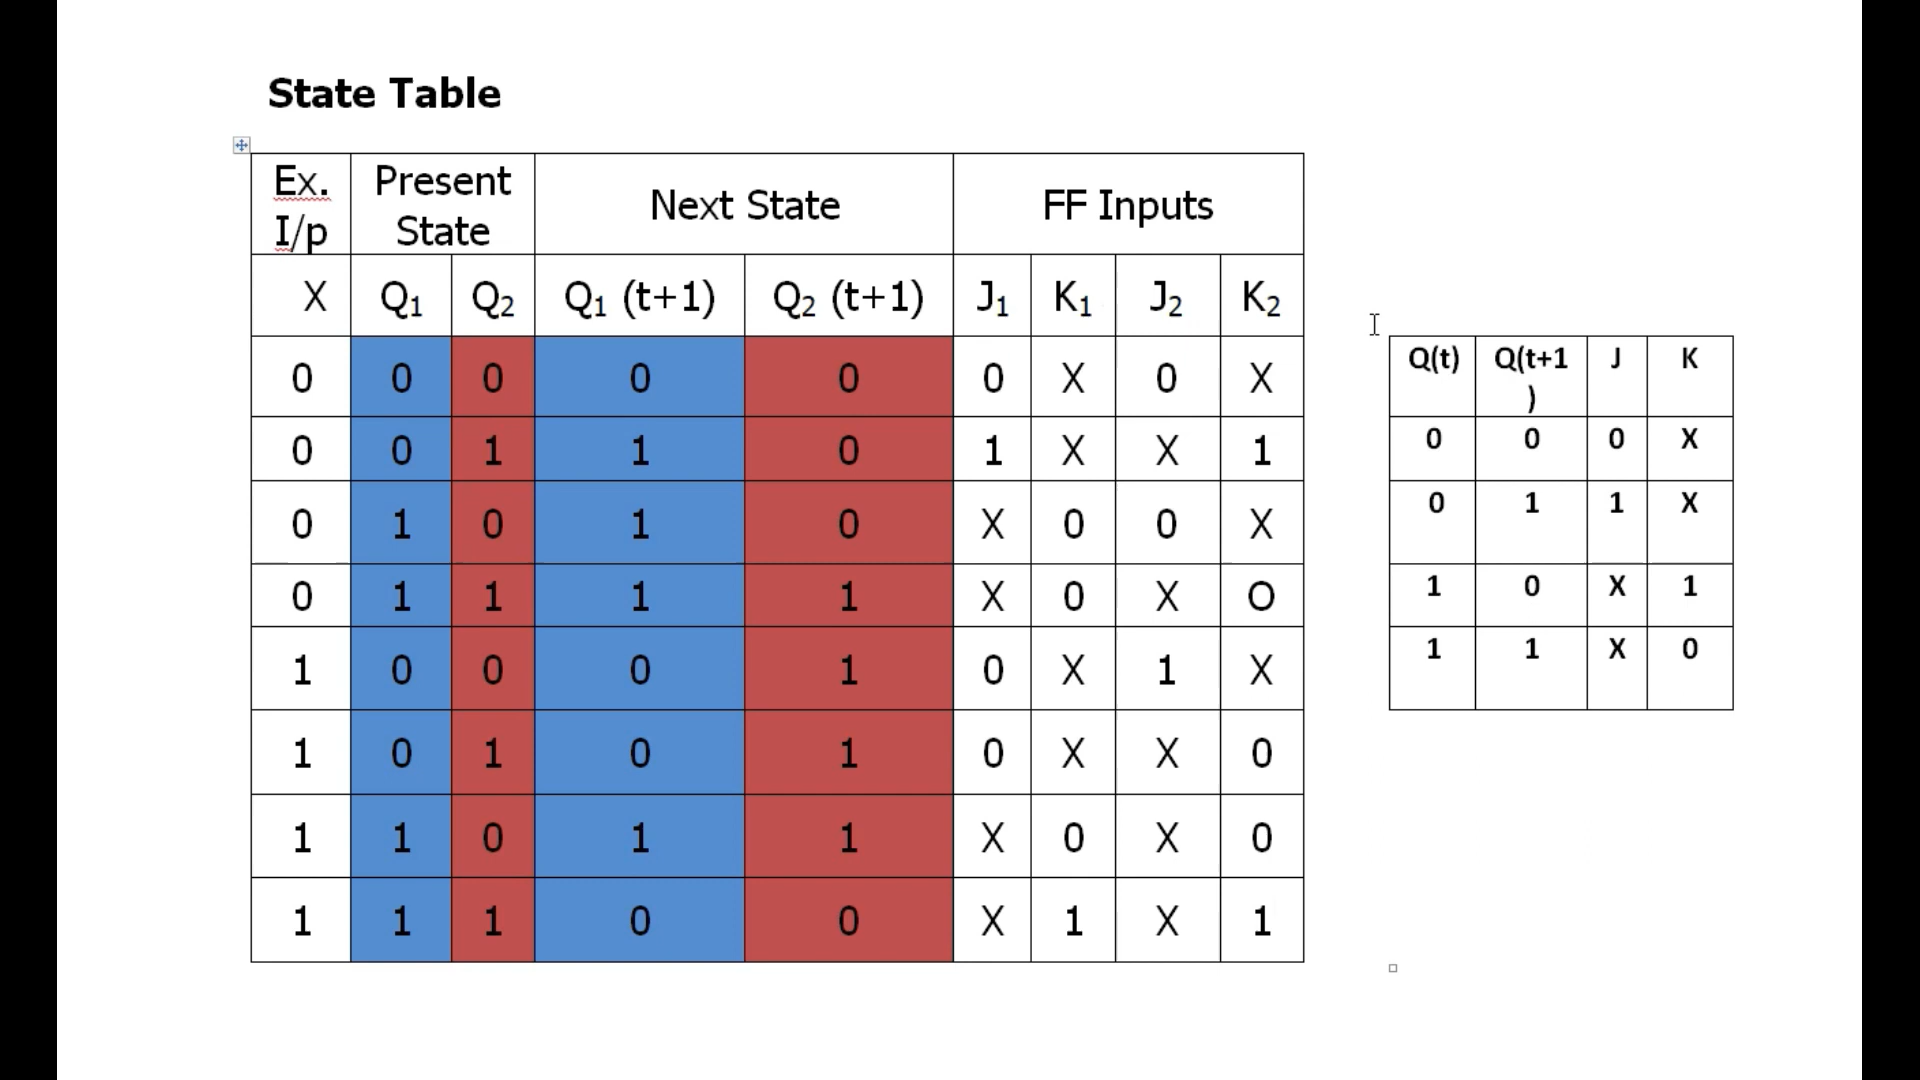 State Table
Ex. I/p Present State Next State FF Inputs
X Q₁ Q₂ Q₁ (t+1) Q₂ (t+1) J₁ K₁ J₂ K₂
0 0 0 0 0 0 X 0 X
0 0 1 1 0 1 X X 1
0 1 0 1 0 X 0 0 X
0 1 1 1 1 X 0 X O
1 0 0 0 1 0 X 1 X
1 0 1 0 1 0 X X 0
1 1 0 1 1 X 0 X 0
1 1 1 0 0 X 1 X 1
Q(t) Q(t+1) J K
0 0 0 X
0 1 1 X
1 0 X 1
1 1 X 0